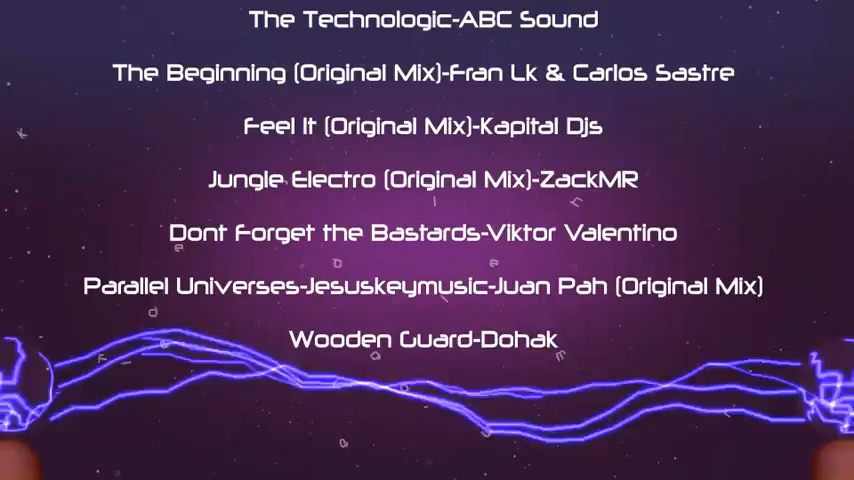 The Technologic-ABC Sound
The Beginning (Original Mix)-Fran Lk & Carlos Sastre
Feel It (Original Mix)-Kapital Djs
Jungle Electro (Original Mix)-ZackMR
Dont Forget the Bastards-Viktor Valentino
Parallel Universes-Jesuskeymusic-Juan Pah (Original Mix)
Wooden Guard-Dohak